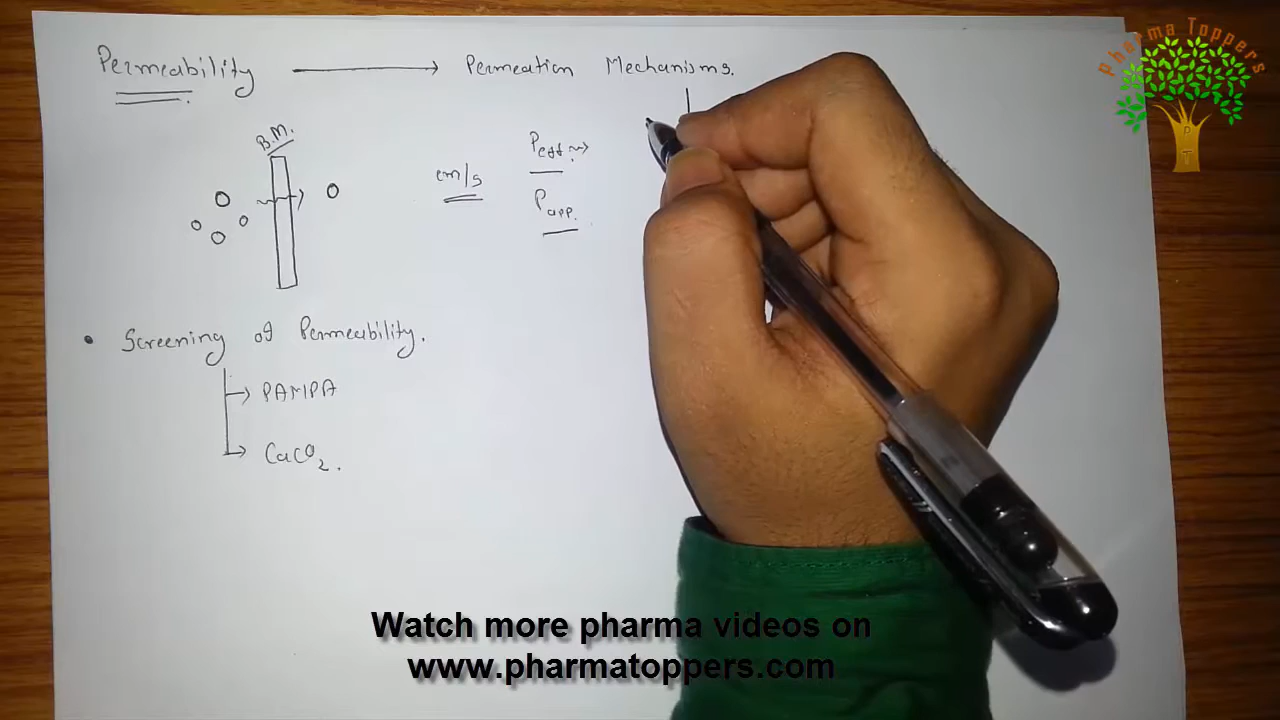 Permeability → Permeation Mechanisms.
B.M.
cm/s
Peff.
Papp.
• Screening of Permeability.
→ PAMPA
→ CaCO2.
Pharma Toppers
PT
Watch more pharma videos on
www.pharmatoppers.com